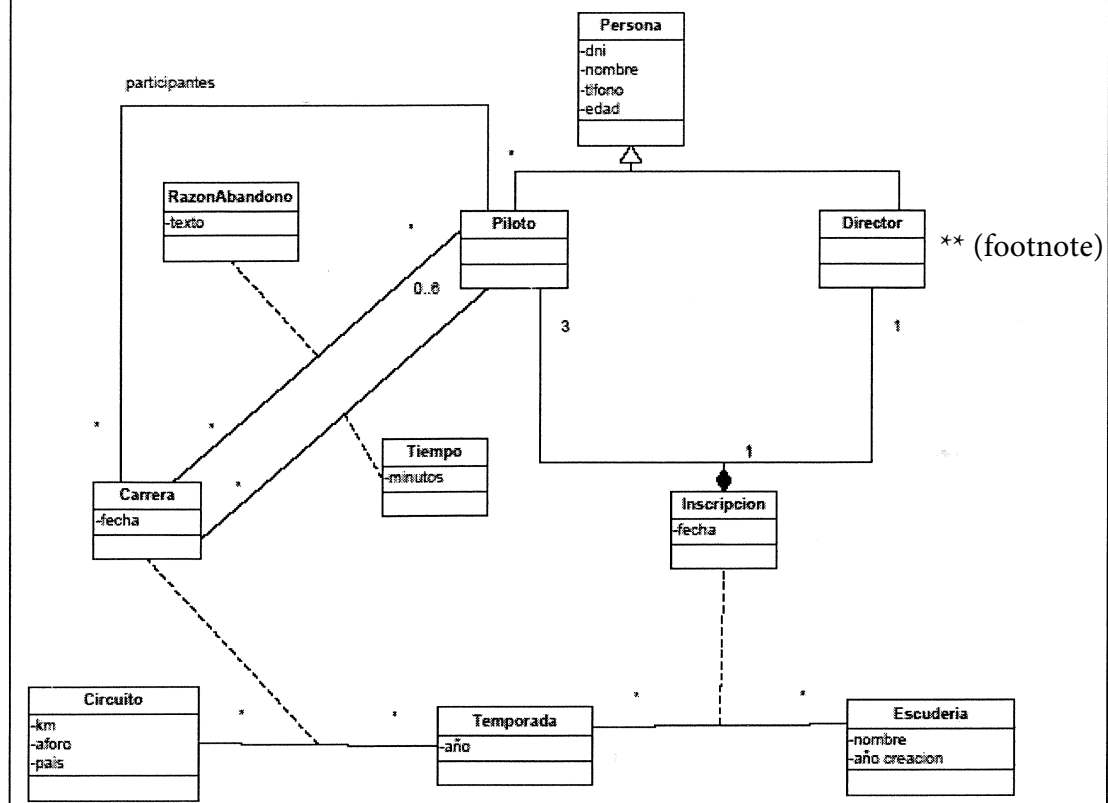 Persona
-dni
-nombre
-tlfono
-edad
participantes
*
RazonAbandono
-texto
*
Piloto
Director
** (footnote)
0..6
3
1
*
*
*
Tiempo
-minutos
1
Carrera
-fecha
Inscripcion
-fecha
Circuito
-km
-aforo
-pais
*
*
Temporada
-año
*
*
Escuderia
-nombre
-año creacion